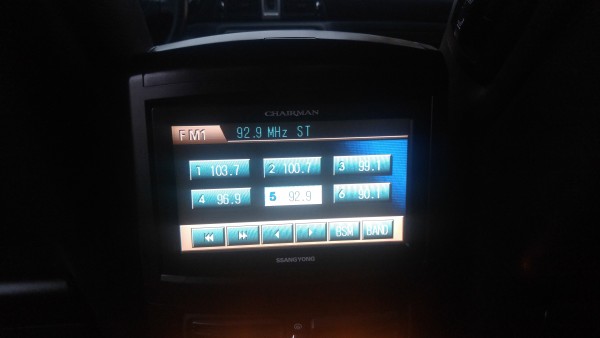 CHAIRMAN
FM1 92.9 MHz ST
1 103.7 2 100.7 3 99.1
4 96.9 5 92.9 6 90.1
BSM BAND
SSANGYONG